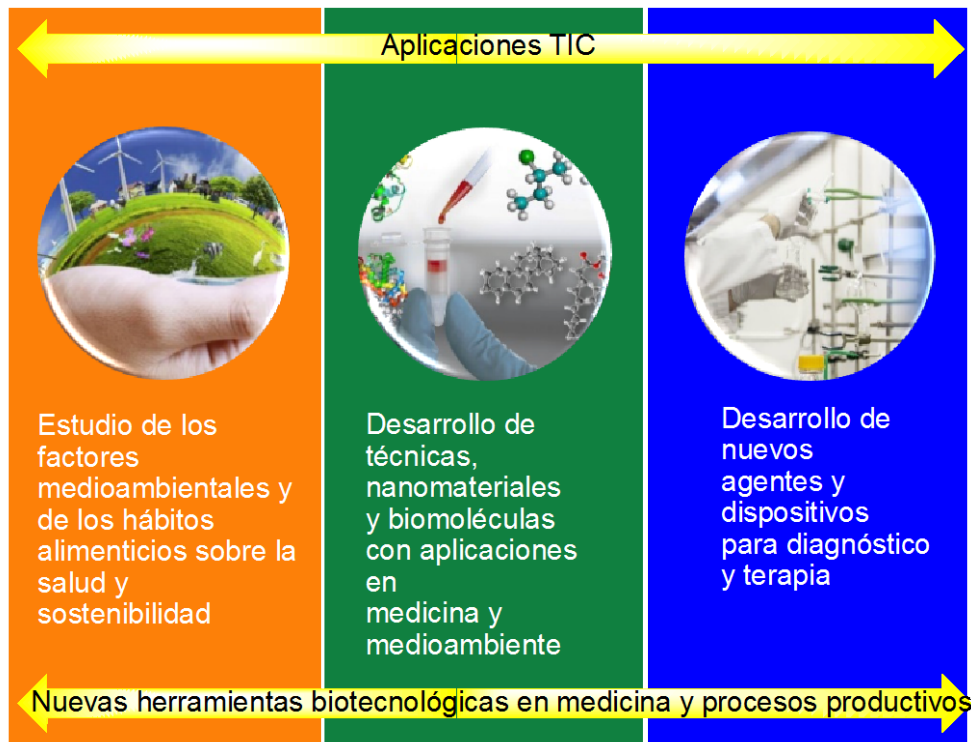 Aplicaciones TIC
Estudio de los
factores
medioambientales y
de los hábitos
alimenticios sobre la
salud y
sostenibilidad
Desarrollo de
técnicas,
nanomateriales
y biomoléculas
con aplicaciones
en
medicina y
medioambiente
Desarrollo de
nuevos
agentes y
dispositivos
para diagnóstico
y terapia
Nuevas herramientas biotecnológicas en medicina y procesos productivos